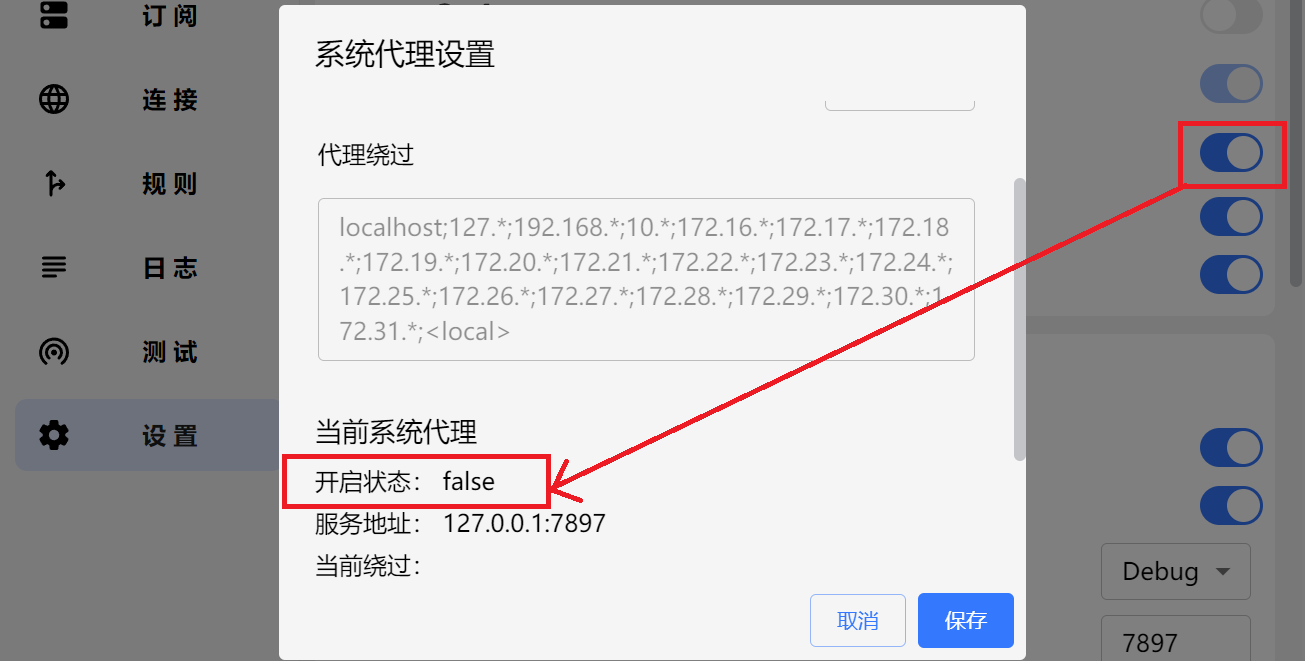 订 阅
连 接
规 则
日 志
测 试
设 置
系统代理设置
代理绕过
localhost;127.*;192.168.*;10.*;172.16.*;172.17.*;172.18
.*;172.19.*;172.20.*;172.21.*;172.22.*;172.23.*;172.24.*;
172.25.*;172.26.*;172.27.*;172.28.*;172.29.*;172.30.*;1
72.31.*;<local>
当前系统代理
开启状态： false
服务地址： 127.0.0.1:7897
当前绕过：
取消
保存
Debug
7897